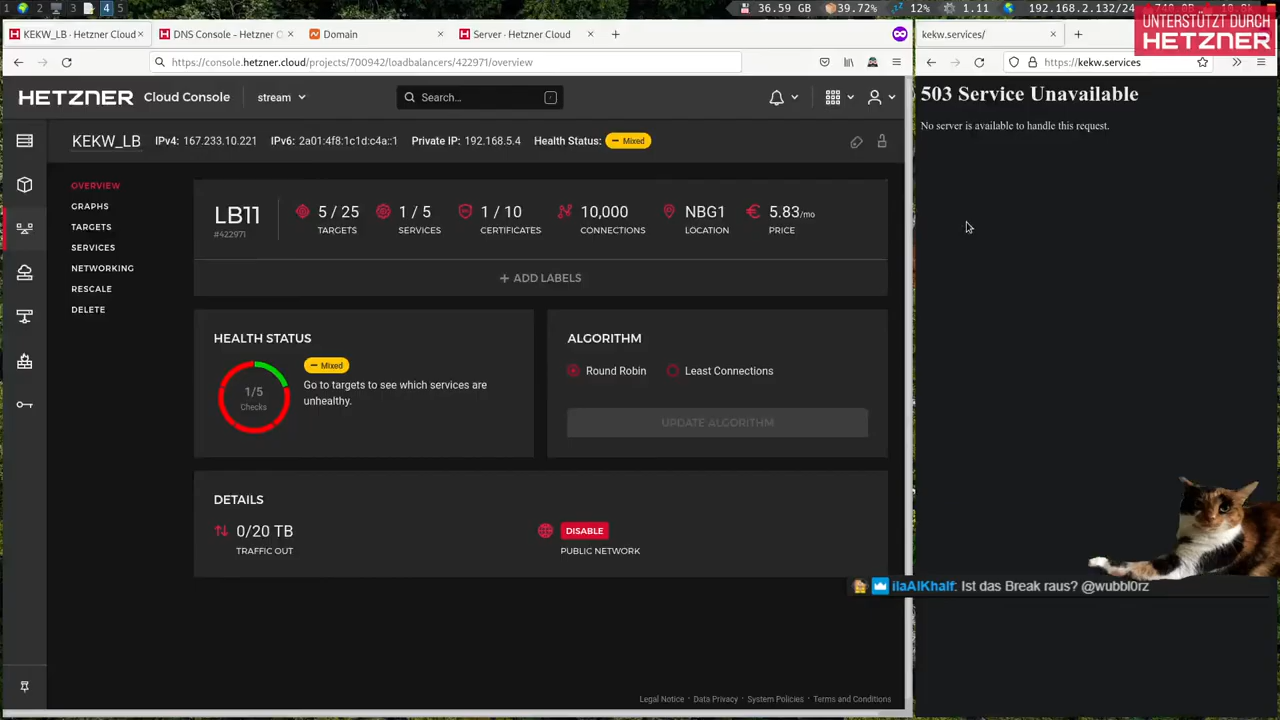 1 2 3 4 5
36.59 GB 39.72% 12% 1.11 192.168.2.132/24
UNTERSTÜTZT DURCH
HETZNER
KEKW_LB · Hetzner Cloud
DNS Console - Hetzner C
Domain
Server · Hetzner Cloud
kekw.services/
https://console.hetzner.cloud/projects/700942/loadbalancers/422971/overview
https://kekw.services
HETZNER Cloud Console stream Search... /
503 Service Unavailable
No server is available to handle this request.
KEKW_LB IPv4: 167.233.10.221 IPv6: 2a01:4f8:1c1d:c4a::1 Private IP: 192.168.5.4 Health Status: Mixed
OVERVIEW
GRAPHS
TARGETS
SERVICES
NETWORKING
RESCALE
DELETE
LB11
#422971
5 / 25
TARGETS
1 / 5
SERVICES
1 / 10
CERTIFICATES
10,000
CONNECTIONS
NBG1
LOCATION
5.83/mo
PRICE
+ ADD LABELS
HEALTH STATUS
1/5
Checks
Mixed
Go to targets to see which services are
unhealthy.
ALGORITHM
Round Robin Least Connections
UPDATE ALGORITHM
DETAILS
0/20 TB
TRAFFIC OUT
DISABLE
PUBLIC NETWORK
ilaAlKhalf: Ist das Break raus? @wubbl0rz
Legal Notice · Data Privacy · System Policies · Terms and Conditions